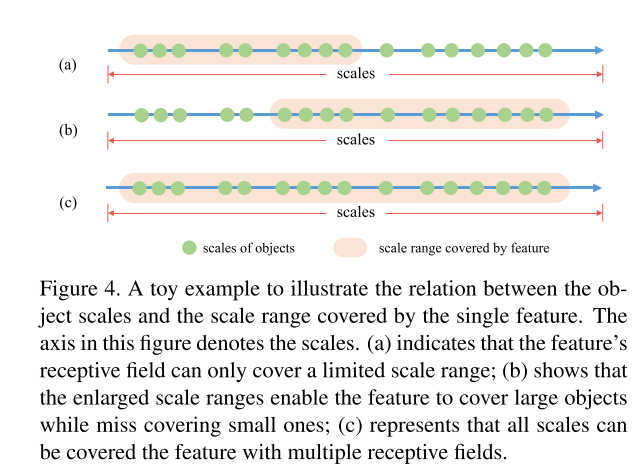 (a)
scales
(b)
scales
(c)
scales
scales of objects
scale range covered by feature
Figure 4. A toy example to illustrate the relation between the ob-
ject scales and the scale range covered by the single feature. The
axis in this figure denotes the scales. (a) indicates that the feature's
receptive field can only cover a limited scale range; (b) shows that
the enlarged scale ranges enable the feature to cover large objects
while miss covering small ones; (c) represents that all scales can
be covered the feature with multiple receptive fields.